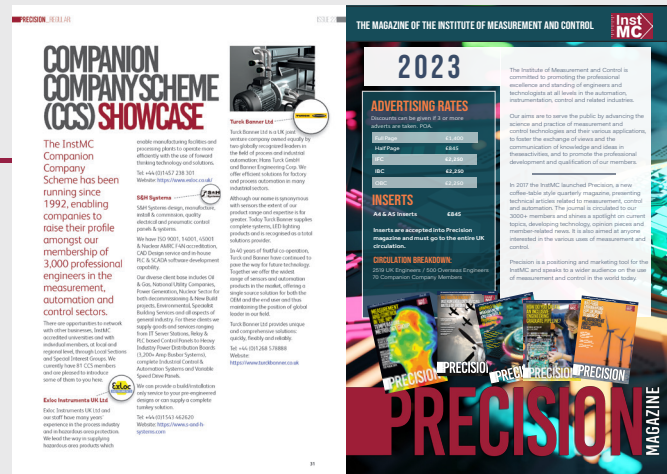 PRECISION_REGULAR
COMPANION
COMPANY SCHEME
(CCS) SHOWCASE
The InstMC
Companion
Company
Scheme has been
running since
1992, enabling
companies to
raise their profile
amongst our
membership of
3,000 professional
engineers in the
measurement,
automation and
control sectors.
There are opportunities to network
with other businesses, InstMC
accredited universities and with
individual members, at local and
regional level, through Local Sections
and Special Interest Groups. We
currently have 81 CCS members
and are pleased to introduce
some of them to you here.
Exloc
Exloc Instruments UK Ltd
Exloc Instruments UK Ltd and
our staff have many years'
experience in the process industry
and in hazardous area protection.
We lead the way in supplying
hazardous area products which
enable manufacturing facilities and
processing plants to operate more
efficiently with the use of forward
thinking technology and solutions.
Tel: +44 (0)1457 238 301
Website: https://www.exloc.co.uk/
S&H Systems
S&H Systems design, manufacture,
install & commission, quality
electrical and pneumatic control
panels & systems.
We have ISO 9001, 14001, 45001
& Nuclear AMRC F4N accreditation,
CAD Design service and in-house
PLC & SCADA software development
capability.
Our diverse client base includes Oil
& Gas, National Utility Companies,
Power Generation, Nuclear Sector for
both decommissioning & New Build
projects, Environmental, Specialist
Building Services and all aspects of
general industry. For these clients we
supply goods and services ranging
from IT Server Stations, Relay &
PLC based Control Panels to Heavy
Industry Power Distribution Boards
(3,200+ Amp Busbar Systems),
complete Industrial Control &
Automation Systems and Variable
Speed Drive Panels.
We can provide a build/installation
only service to your pre-engineered
designs or can supply a complete
turnkey solution.
Tel: +44 (0)1543 462620
Website: https://www.s-and-h-
systems.com
Turck Banner Ltd
Turck Banner Ltd is a UK joint
venture company owned equally by
two globally recognized leaders in
the field of process and industrial
automation; Hans Turck GmbH
and Banner Engineering Corp. We
offer efficient solutions for factory
and process automation in many
industrial sectors.
Although our name is synonymous
with sensors the extent of our
product range and expertise is far
greater. Today Turck Banner supplies
complete systems, LED lighting
products and is recognised as a total
solutions provider.
In 40 years of fruitful co-operation,
Turck and Banner have continued to
pave the way for future technology.
Together we offer the widest
range of sensors and automation
products in the market, offering a
single source solution for both the
OEM and the end user and thus
maintaining the position of global
leader in our field.
Turck Banner Ltd provides unique
and comprehensive solutions:
quickly, flexibly and reliably.
Tel: +44 (0)1268 578888
Website:
https://www.turckbanner.co.uk
31
THE MAGAZINE OF THE INSTITUTE OF MEASUREMENT AND CONTROL
Inst
MC
2023
ADVERTISING RATES
Discounts can be given if 3 or more
adverts are taken. POA.
Full Page £1,400
Half Page £845
IFC £2,250
IBC £2,250
OBC £2,250
INSERTS
A4 & A5 Inserts £845
Inserts are accepted into Precision
magazine and must go to the entire UK
circulation.
CIRCULATION BREAKDOWN:
2519 UK Engineers / 500 Overseas Engineers
79 Companion Company Members
The Institute of Measurement and Control is
committed to promoting the professional
excellence and standing of engineers and
technologists at all levels in the automation,
instrumentation, control and related industries.
Our aims are to serve the public by advancing the
science and practice of measurement and
control technologies and their various applications,
to foster the exchange of views and the
communication of knowledge and ideas in
these activities, and to promote the professional
development and qualification of our members.
In 2017 the InstMC launched Precision, a new
coffee-table style quarterly magazine, presenting
technical articles related to measurement, control
and automation. The journal is circulated to our
3000+ members and shines a spotlight on current
topics, developing technology, opinion pieces and
member-related news. It is also aimed at anyone
interested in the various uses of measurement and
control.
Precision is a positioning and marketing tool for the
InstMC and speaks to a wider audience on the use
of measurement and control in the world today.
PRECISION
PRECISION
PRECISION
PRECISION
PRECISION
MAGAZINE